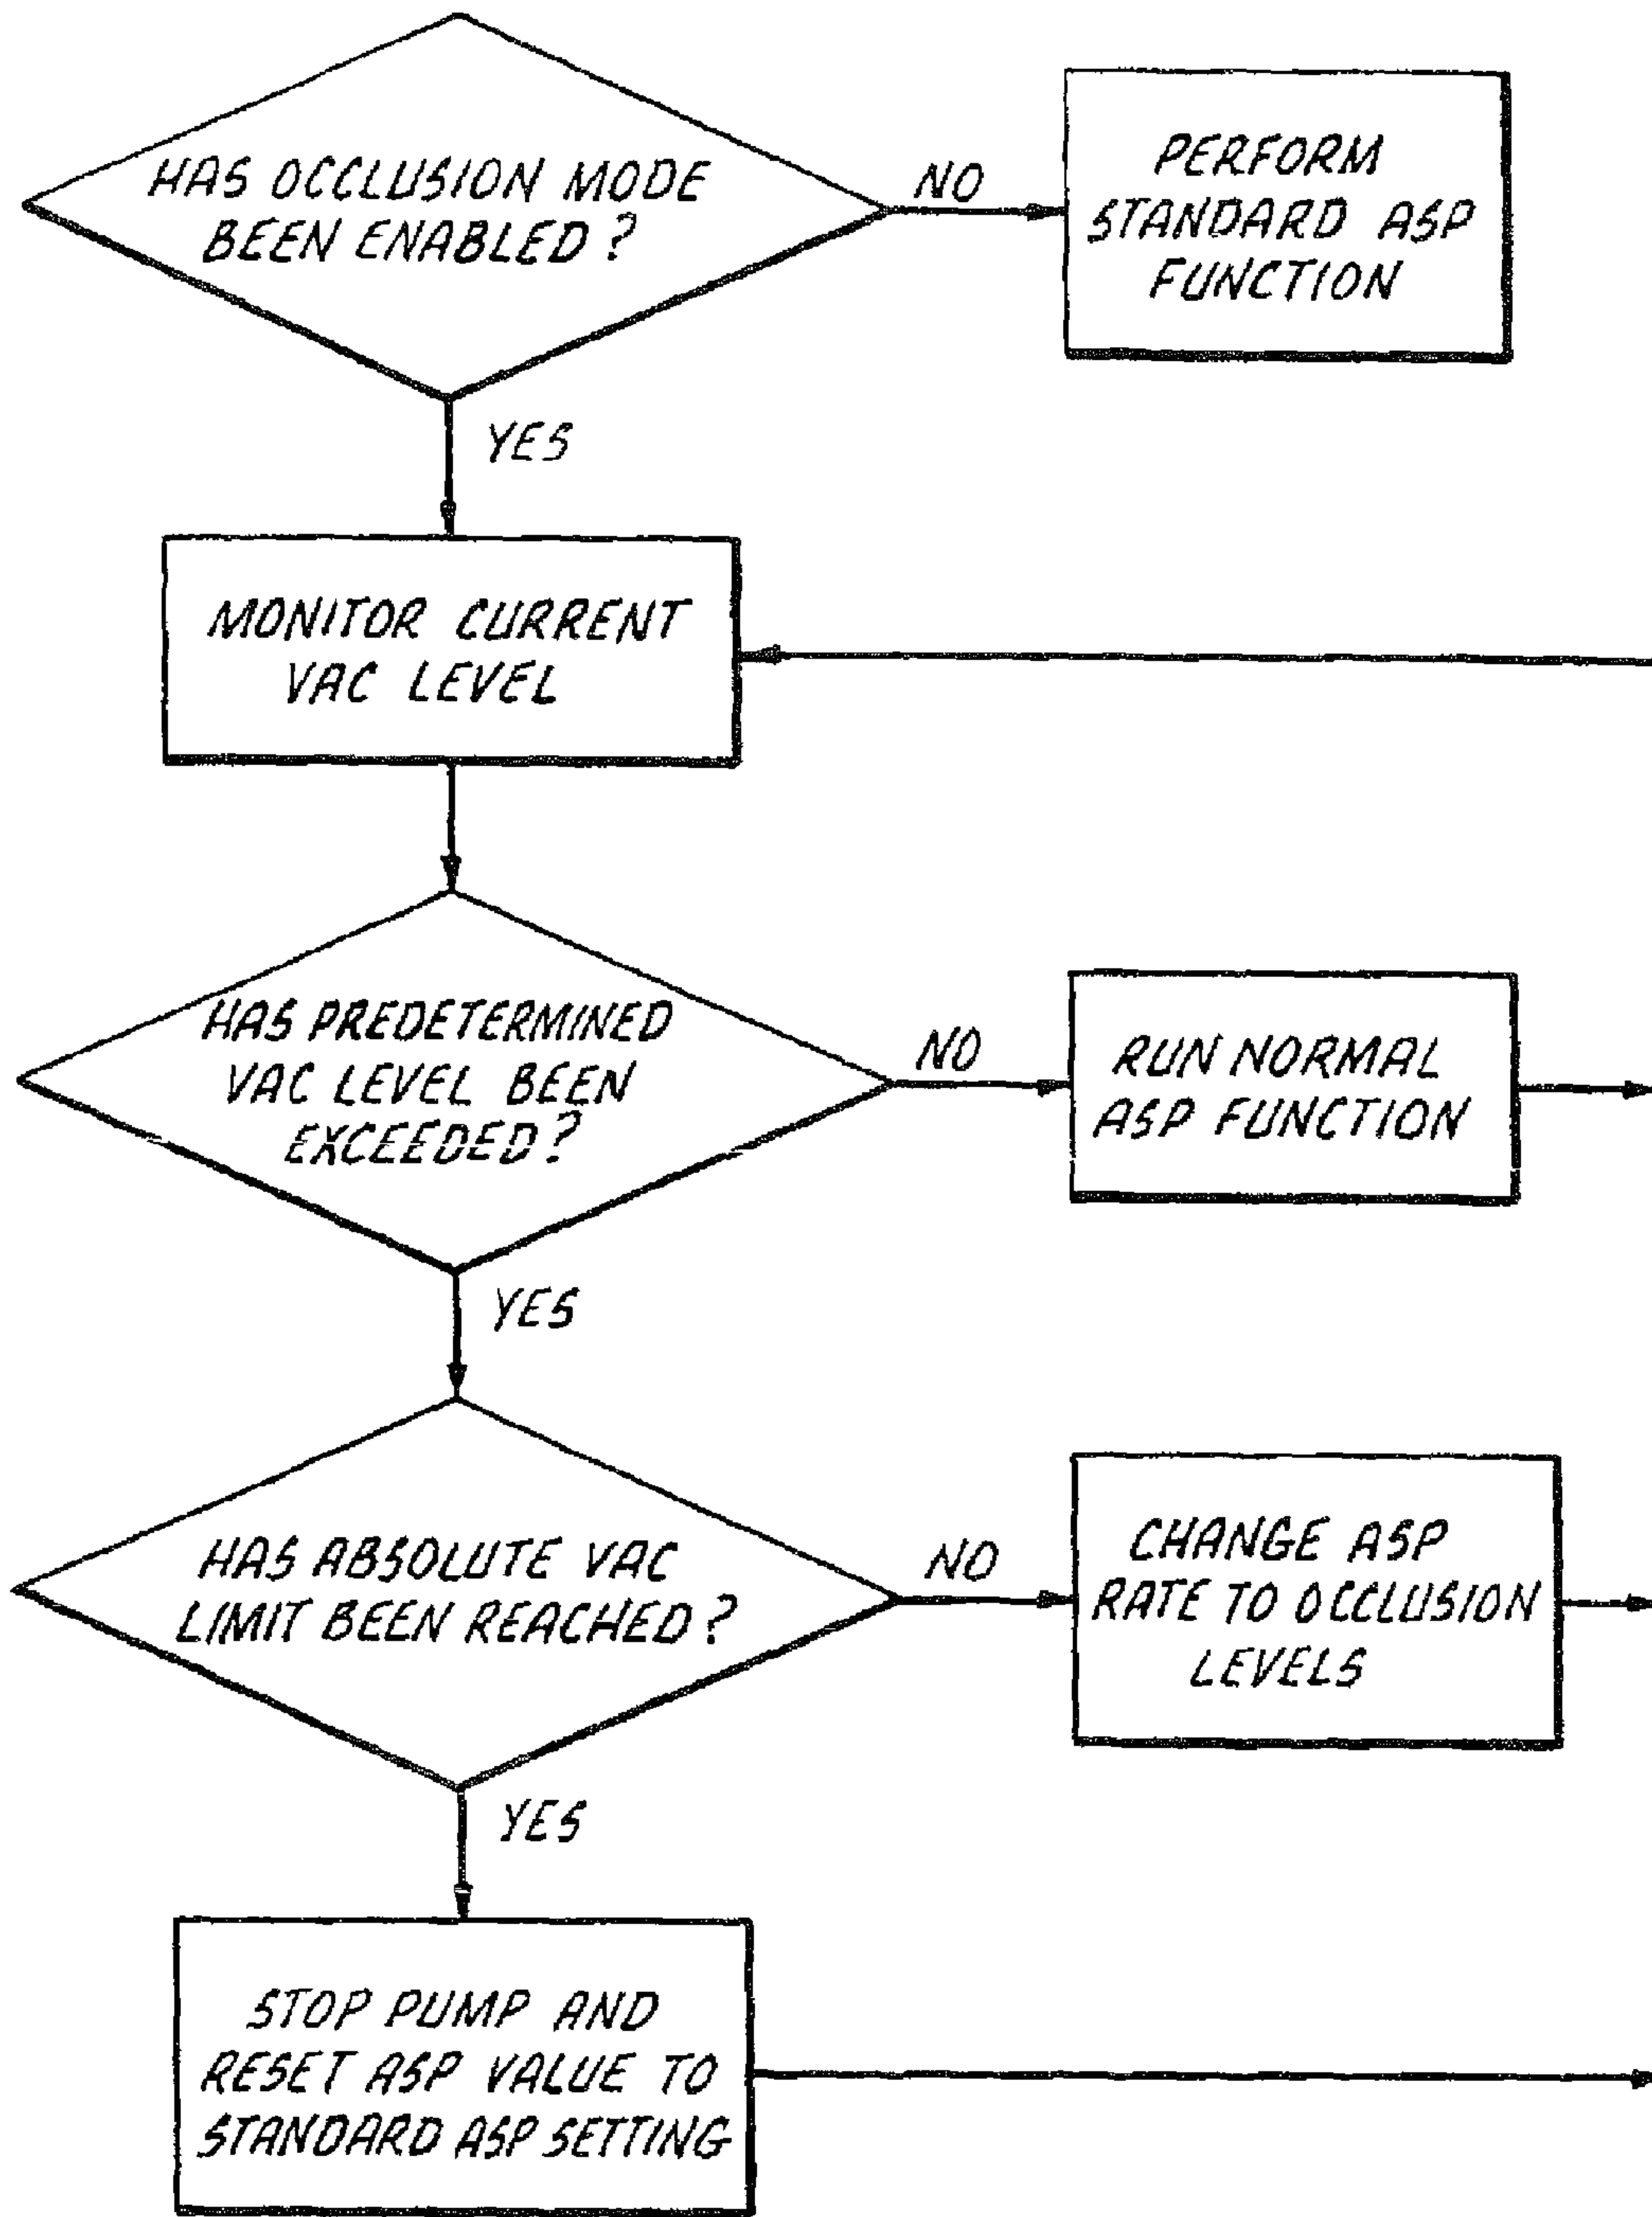 HAS OCCLUSION MODE
BEEN ENABLED?
NO
PERFORM
STANDARD ASP
FUNCTION
YES
MONITOR CURRENT
VAC LEVEL
HAS PREDETERMINED
VAC LEVEL BEEN
EXCEEDED?
NO
RUN NORMAL
ASP FUNCTION
YES
HAS ABSOLUTE VAC
LIMIT BEEN REACHED?
NO
CHANGE ASP
RATE TO OCCLUSION
LEVELS
YES
STOP PUMP AND
RESET ASP VALUE TO
STANDARD ASP SETTING